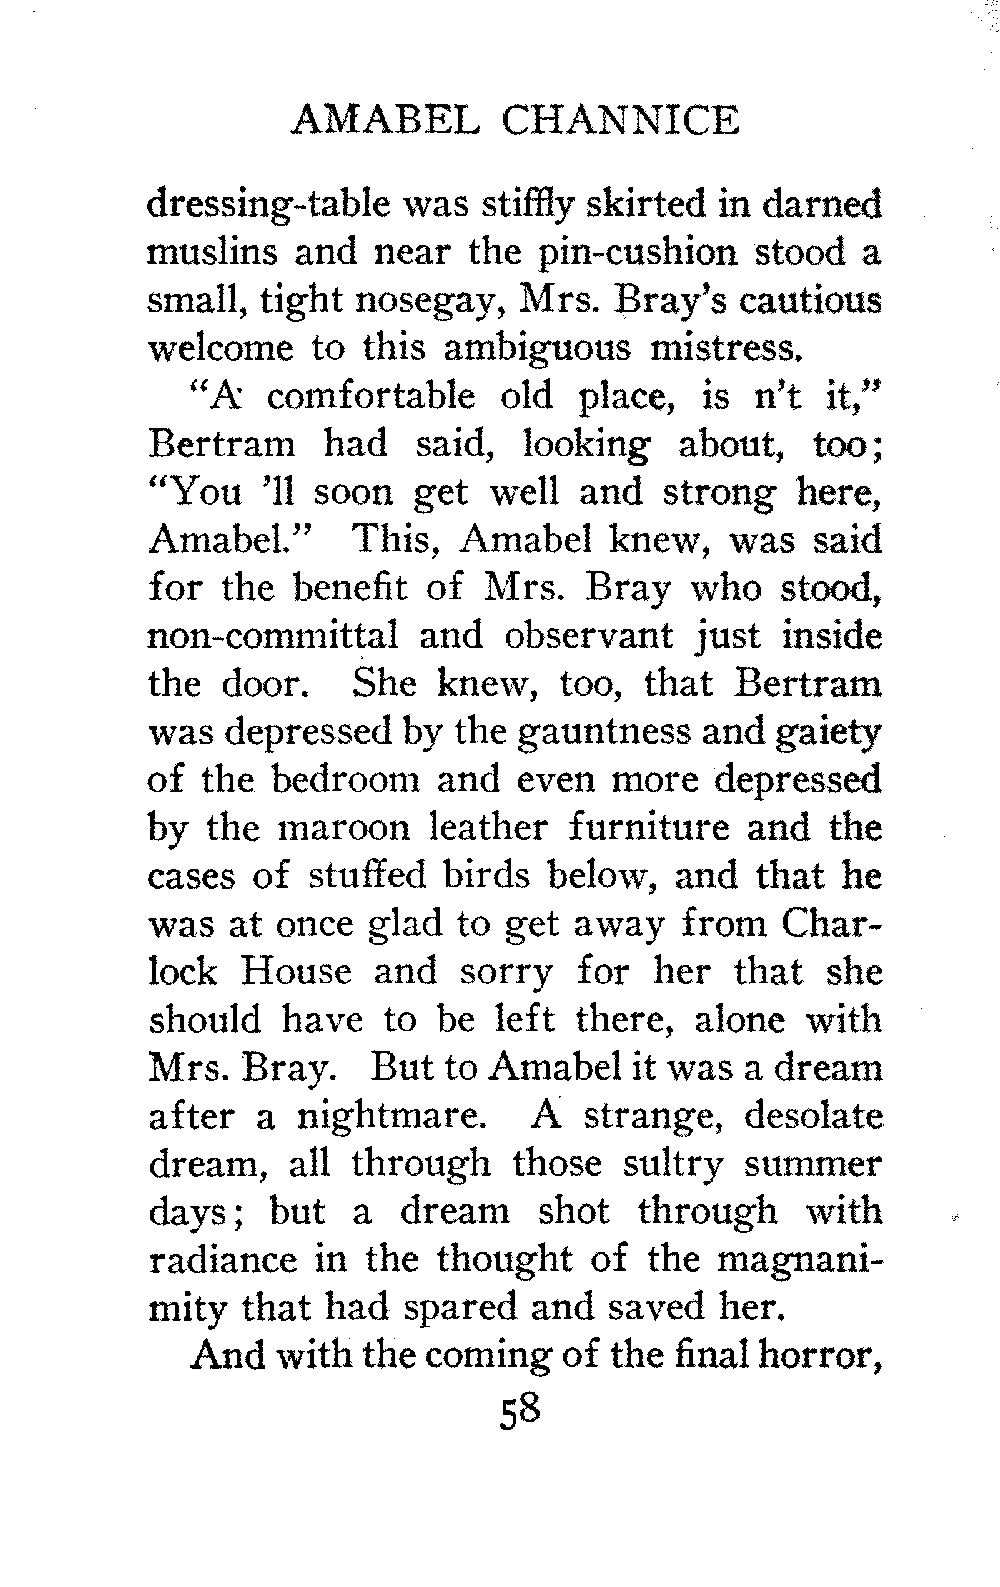 AMABEL CHANNICE
dressing-table was stiffly skirted in darned
muslins and near the pin-cushion stood a
small, tight nosegay, Mrs. Bray's cautious
welcome to this ambiguous mistress.
"A comfortable old place, is n't it,"
Bertram had said, looking about, too;
"You 'll soon get well and strong here,
Amabel." This, Amabel knew, was said
for the benefit of Mrs. Bray who stood,
non-committal and observant just inside
the door. She knew, too, that Bertram
was depressed by the gauntness and gaiety
of the bedroom and even more depressed
by the maroon leather furniture and the
cases of stuffed birds below, and that he
was at once glad to get away from Char-
lock House and sorry for her that she
should have to be left there, alone with
Mrs. Bray. But to Amabel it was a dream
after a nightmare. A strange, desolate
dream, all through those sultry summer
days; but a dream shot through with
radiance in the thought of the magnani-
mity that had spared and saved her.
And with the coming of the final horror,
58